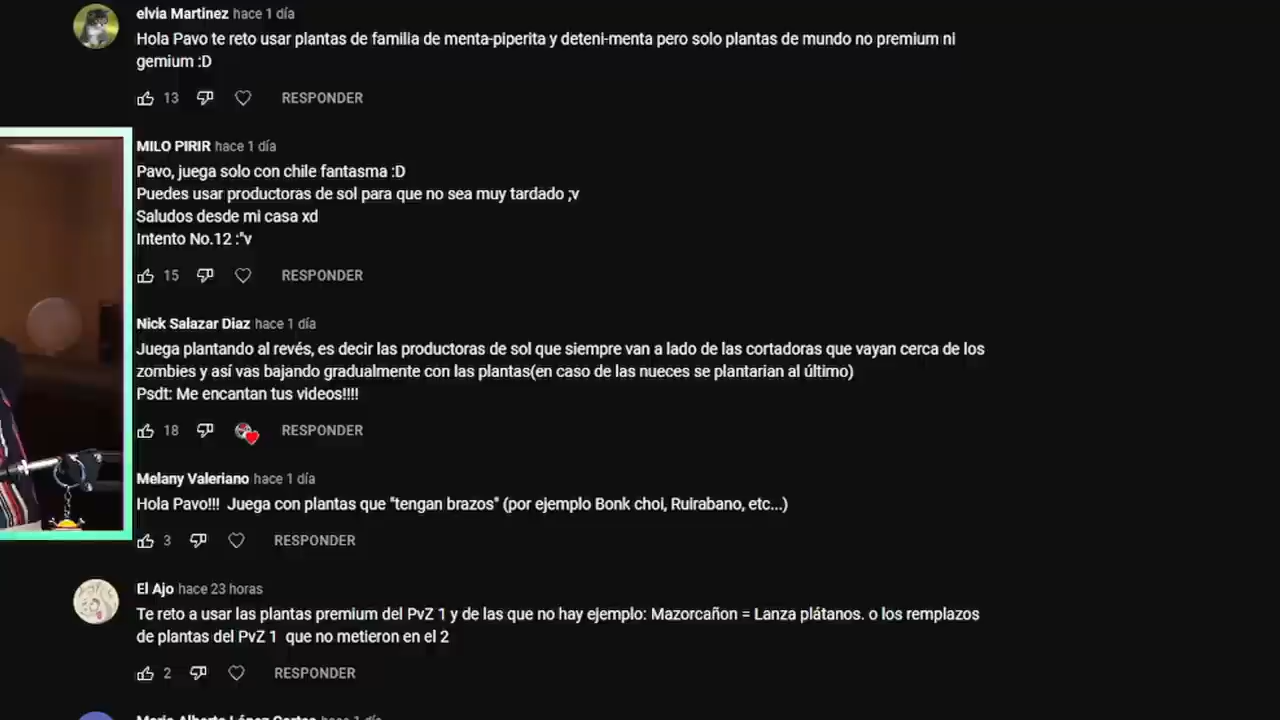 elvia Martinez hace 1 día
Hola Pavo te reto usar plantas de familia de menta-piperita y deteni-menta pero solo plantas de mundo no premium ni
gemium :D
13 RESPONDER
MILO PIRIR hace 1 día
Pavo, juega solo con chile fantasma :D
Puedes usar productoras de sol para que no sea muy tardado ;v
Saludos desde mi casa xd
Intento No.12 :"v
15 RESPONDER
Nick Salazar Diaz hace 1 día
Juega plantando al revés, es decir las productoras de sol que siempre van a lado de las cortadoras que vayan cerca de los
zombies y así vas bajando gradualmente con las plantas(en caso de las nueces se plantarian al último)
Psdt: Me encantan tus videos!!!!
18 RESPONDER
Melany Valeriano hace 1 día
Hola Pavo!!! Juega con plantas que "tengan brazos" (por ejemplo Bonk choi, Ruirabano, etc...)
3 RESPONDER
El Ajo hace 23 horas
Te reto a usar las plantas premium del PvZ 1 y de las que no hay ejemplo: Mazorcañon = Lanza plátanos. o los remplazos
de plantas del PvZ 1 que no metieron en el 2
2 RESPONDER